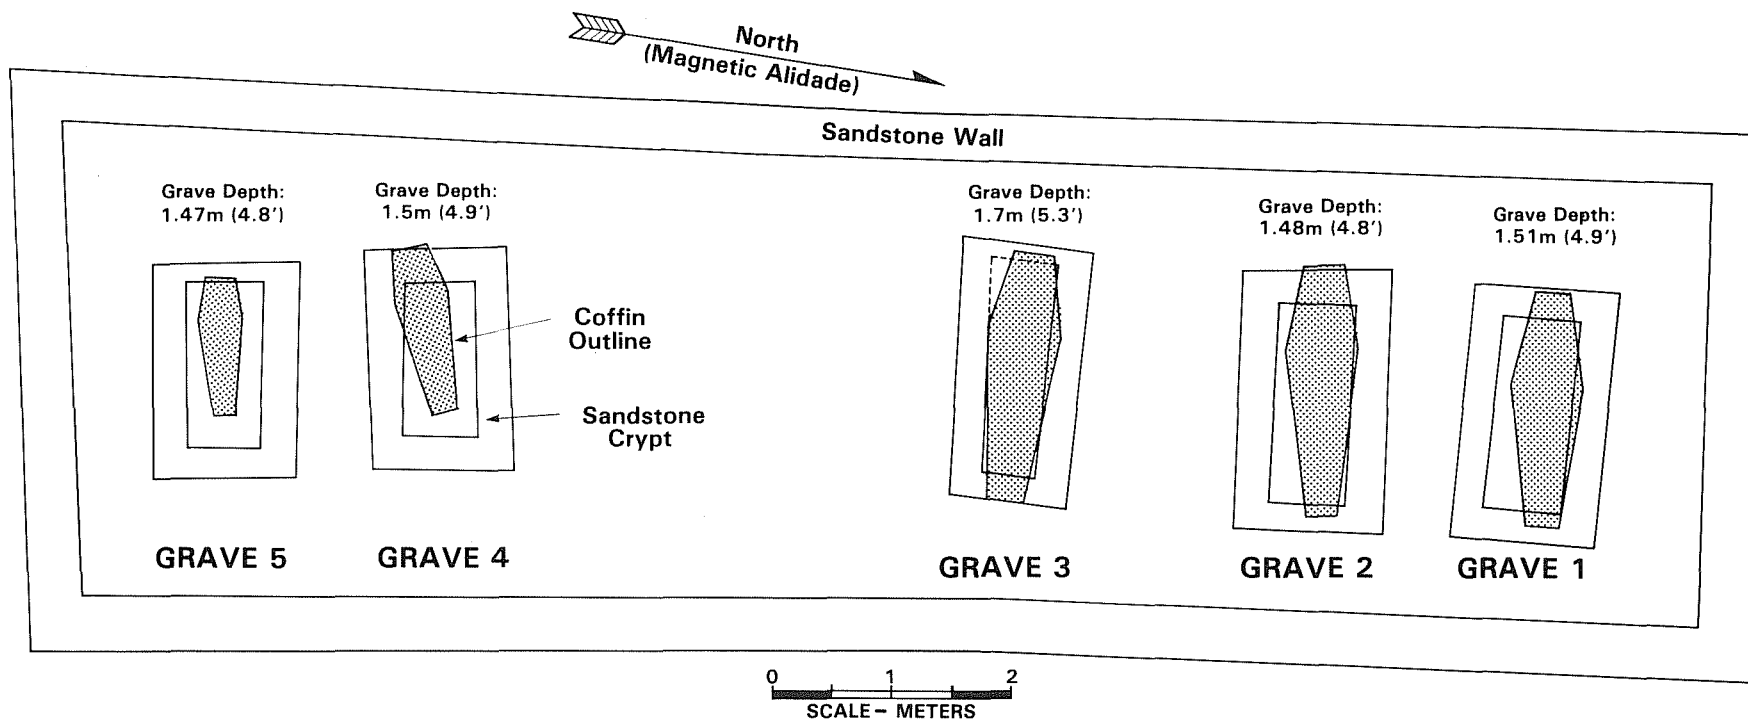 North
(Magnetic Alidade)
Sandstone Wall
Grave Depth:
1.47m (4.8')
Grave Depth:
1.5m (4.9')
Grave Depth:
1.7m (5.3')
Grave Depth:
1.48m (4.8')
Grave Depth:
1.51m (4.9')
Coffin
Outline
Sandstone
Crypt
GRAVE 5
GRAVE 4
GRAVE 3
GRAVE 2
GRAVE 1
0 1 2
SCALE – METERS